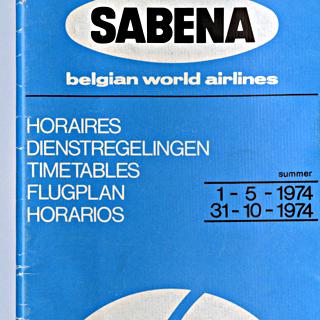 SABENA
belgian world airlines
HORAIRES
DIENSTREGELINGEN
TIMETABLES
FLUGPLAN
HORARIOS
summer
1 - 5 - 1974
31 - 10 - 1974